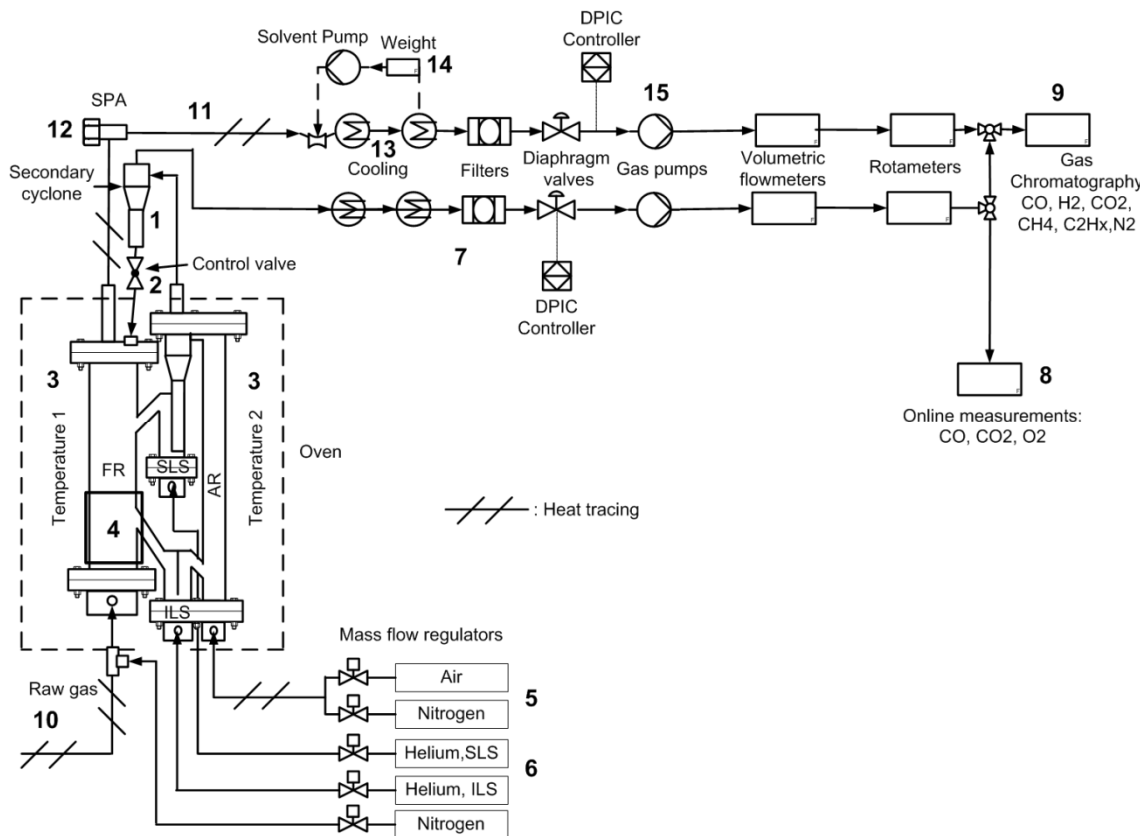 DPIC
Controller
Solvent Pump
Weight
14
SPA
11
15
9
12
13
Cooling
Filters
Diaphragm
valves
Gas pumps
Volumetric
flowmeters
Rotameters
Gas
Chromatography
CO, H2, CO2,
CH4, C2Hx,N2
Secondary
cyclone
1
7
Control valve
2
DPIC
Controller
3
3
8
Online measurements:
CO, CO2, O2
Temperature 1
FR
SLS
AR
Temperature 2
Oven
4
: Heat tracing
ILS
Mass flow regulators
Raw gas
10
Air
5
Nitrogen
Helium,SLS
6
Helium, ILS
Nitrogen